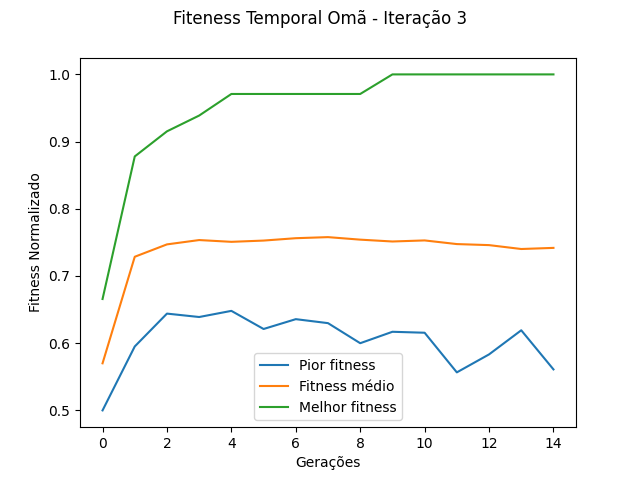 Fiteness Temporal Omã - Iteração 3
1.0
0.9
0.8
0.7
0.6
0.5
Fitness Normalizado
Pior fitness
Fitness médio
Melhor fitness
0 2 4 6 8 10 12 14
Gerações